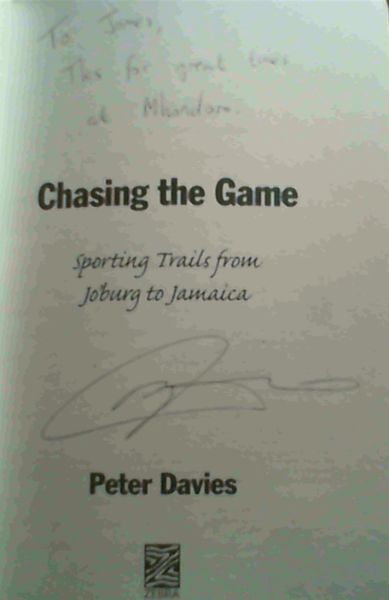 To James,
Thx for great times
at Mhondoro.
Chasing the Game
Sporting Trails from
Joburg to Jamaica
Peter Davies
ZEBRA